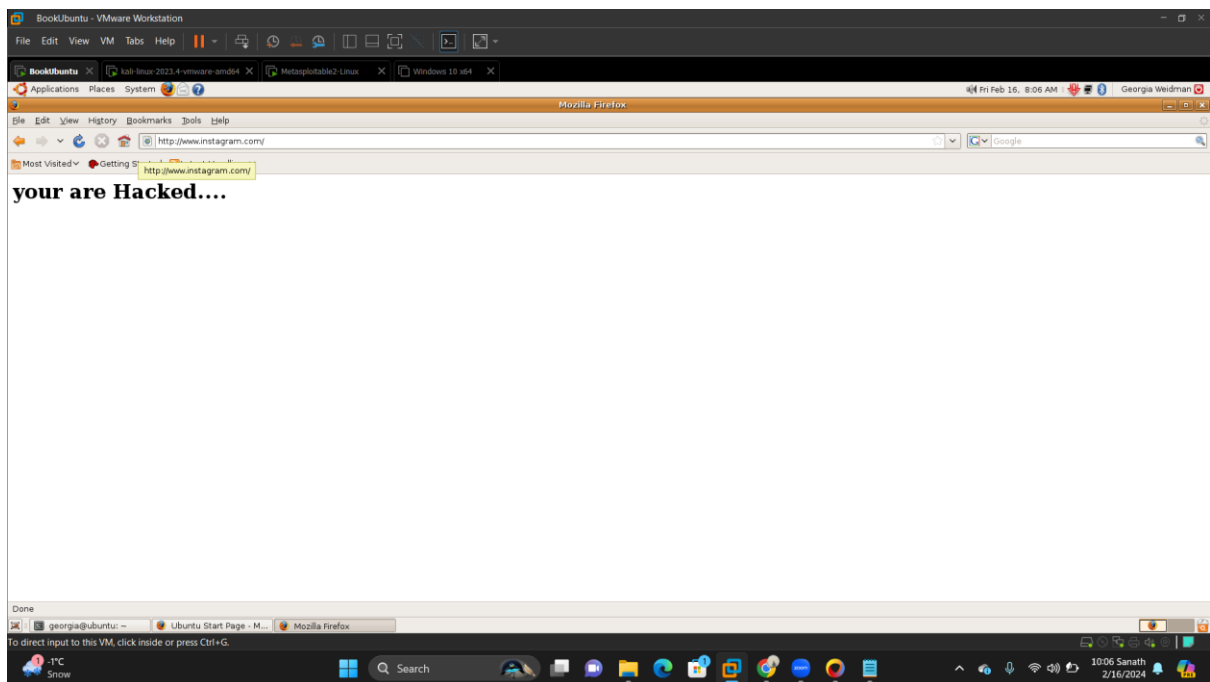 BookUbuntu - VMware Workstation
File Edit View VM Tabs Help
BookUbuntu kali-linux-2023.4-vmware-amd64 Metasploitable2-Linux Windows 10 x64
Applications Places System Fri Feb 16, 8:06 AM Georgia Weidman
Mozilla Firefox
File Edit View History Bookmarks Tools Help
http://www.instagram.com/ Google
Most Visited Getting
http://www.instagram.com/
your are Hacked....
Done
georgia@ubuntu: ~ Ubuntu Start Page - M... Mozilla Firefox
To direct input to this VM, click inside or press Ctrl+G.
1 -1°C Search 10:06 Sanath
Snow 2/16/2024